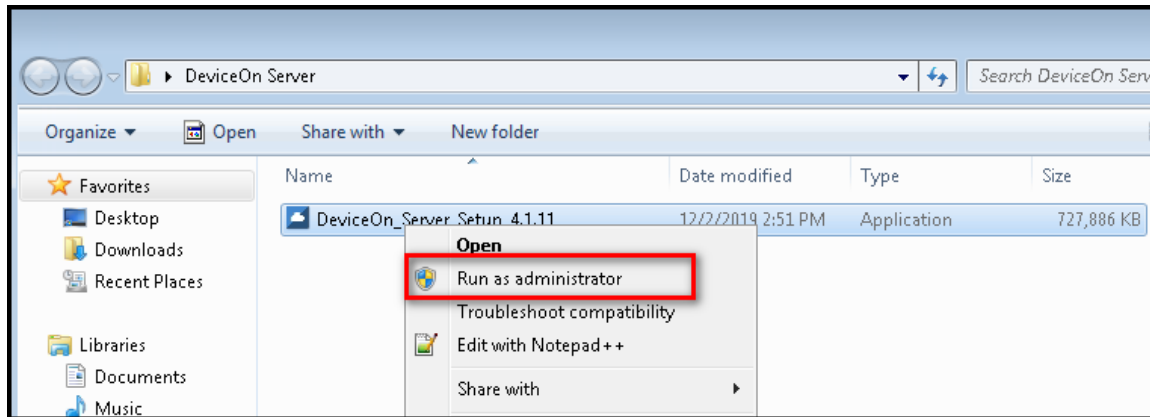 DeviceOn Server
Search DeviceOn Serv
Organize Open Share with New folder
Name Date modified Type Size
Favorites
Desktop
Downloads
Recent Places
Libraries
Documents
Music
DeviceOn_Server_Setup_4.1.11 12/2/2019 2:51 PM Application 727,886 KB
Open
Run as administrator
Troubleshoot compatibility
Edit with Notepad++
Share with